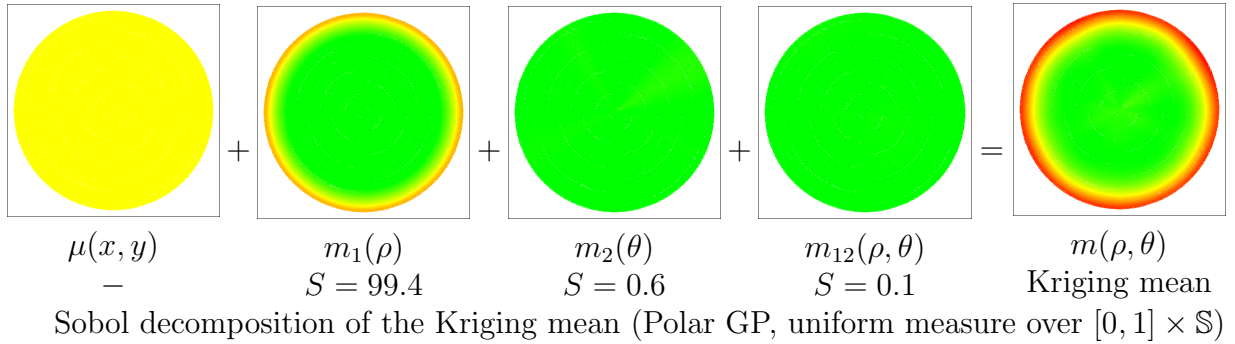 + + + =
μ(x, y) m₁(ρ) m₂(θ) m₁₂(ρ, θ) m(ρ, θ)
− S = 99.4 S = 0.6 S = 0.1 Kriging mean
Sobol decomposition of the Kriging mean (Polar GP, uniform measure over [0, 1] × 𝕊)